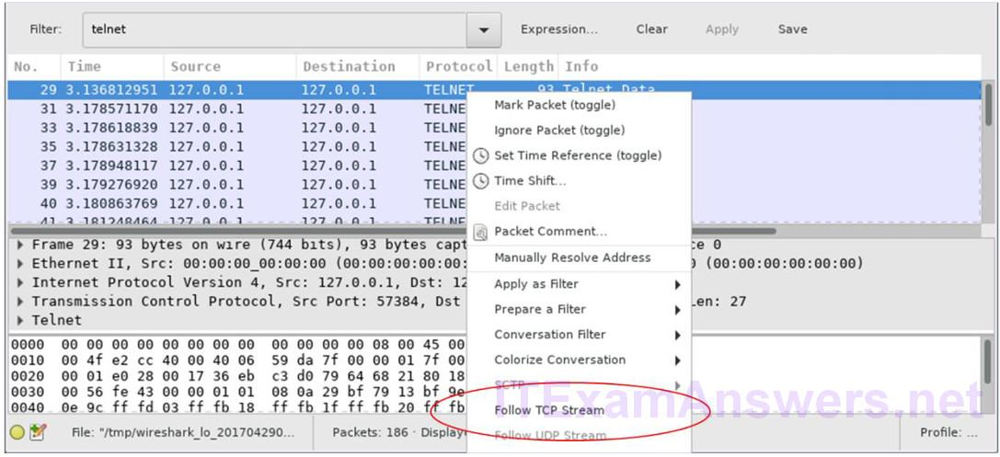 Filter: telnet Expression... Clear Apply Save
No. Time Source Destination Protocol Length Info
29 3.136812951 127.0.0.1 127.0.0.1 TELNET 93 Telnet Data
31 3.178571170 127.0.0.1 127.0.0.1 TELNE
33 3.178618839 127.0.0.1 127.0.0.1 TELNE
35 3.178631328 127.0.0.1 127.0.0.1 TELNE
37 3.178948117 127.0.0.1 127.0.0.1 TELNE
39 3.179276920 127.0.0.1 127.0.0.1 TELNE
40 3.180863769 127.0.0.1 127.0.0.1 TELNE
41 3.181248464 127.0.0.1 127.0.0.1 TELNE
Mark Packet (toggle)
Ignore Packet (toggle)
Set Time Reference (toggle)
Time Shift...
Edit Packet
Packet Comment...
Manually Resolve Address
Apply as Filter
Prepare a Filter
Conversation Filter
Colorize Conversation
SCTP
Follow TCP Stream
Follow UDP Stream
Frame 29: 93 bytes on wire (744 bits), 93 bytes capt ce 0
Ethernet II, Src: 00:00:00_00:00:00 (00:00:00:00:00: 0 (00:00:00:00:00:00)
Internet Protocol Version 4, Src: 127.0.0.1, Dst: 12
Transmission Control Protocol, Src Port: 57384, Dst Len: 27
Telnet
0000 00 00 00 00 00 00 00 00 00 00 00 00 08 00 45 00
0010 00 4f e2 cc 40 00 40 06 59 da 7f 00 00 01 7f 00
0020 00 01 e0 28 00 17 36 eb c3 d0 79 64 68 21 80 18
0030 00 56 fe 43 00 00 01 01 08 0a 29 bf 79 13 bf 9e
0040 0e 9c ff fd 03 ff fb 18 ff fb 1f ff fb 20 ff fb
ITExamAnswers.net
File: "/tmp/wireshark_lo_201704290... Packets: 186 · Display Profile: ...